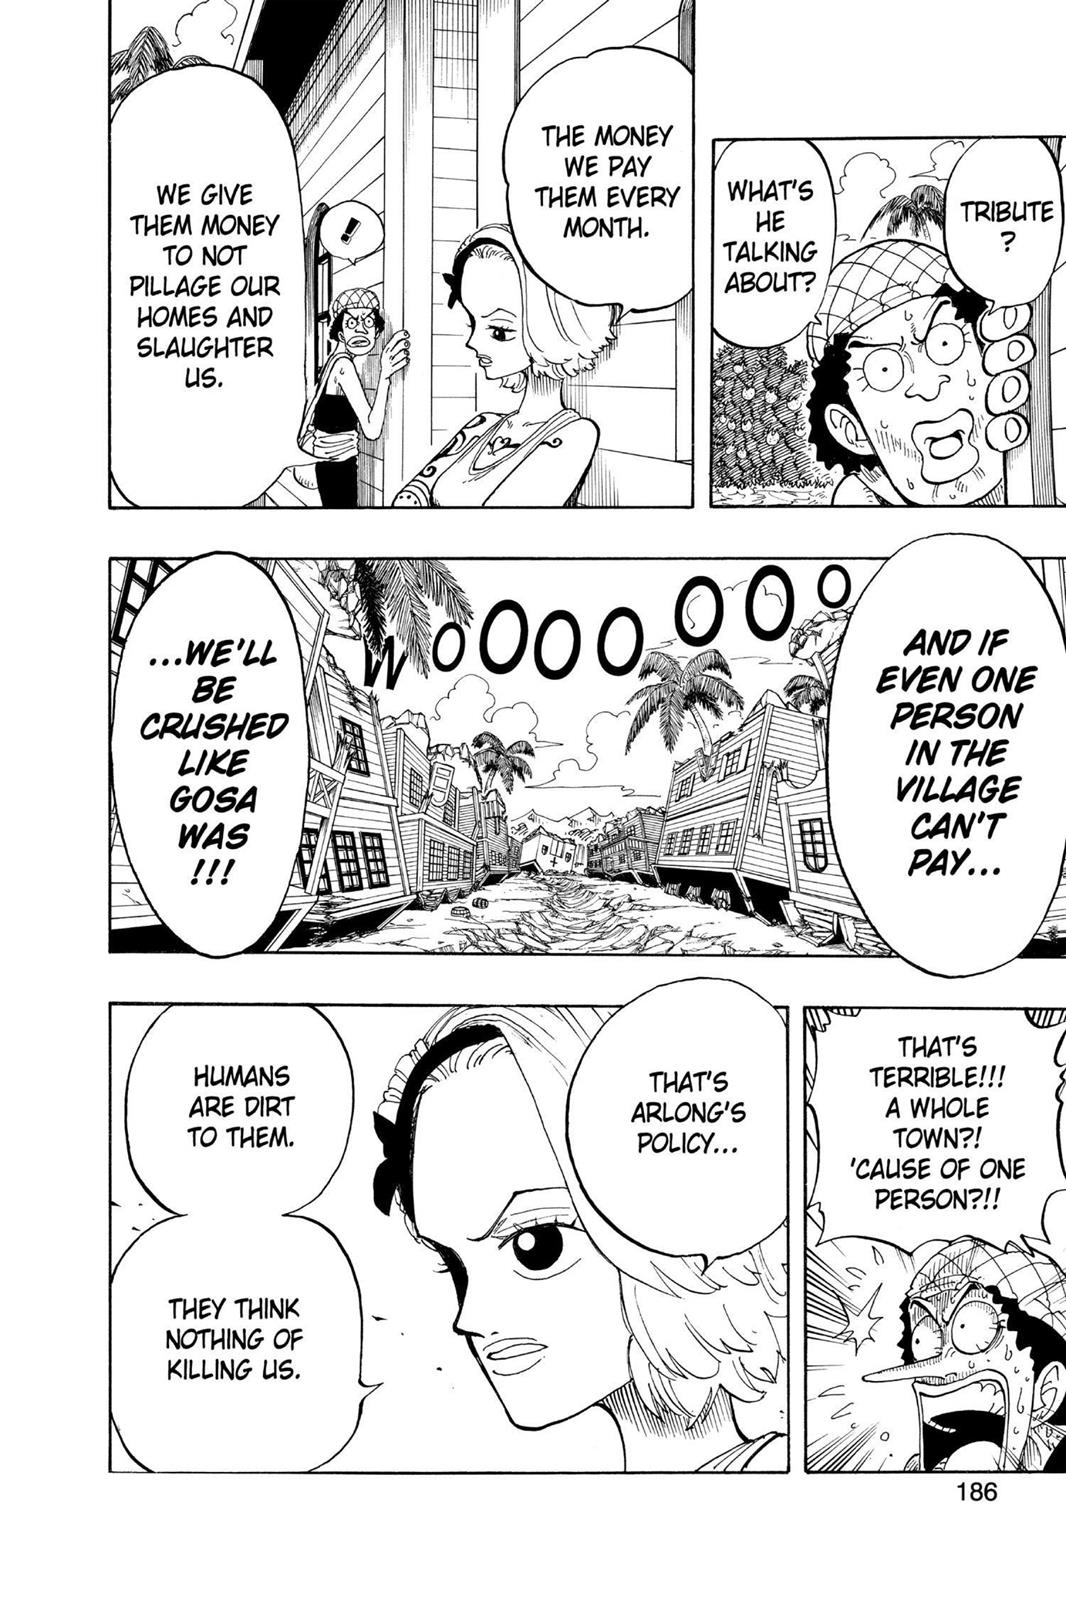 TRIBUTE
?
WHAT'S
HE
TALKING
ABOUT?
THE MONEY
WE PAY
THEM EVERY
MONTH.
!
WE GIVE
THEM MONEY
TO NOT
PILLAGE OUR
HOMES AND
SLAUGHTER
US.
AND IF
EVEN ONE
PERSON
IN THE
VILLAGE
CAN'T
PAY...
WOOOOOOO
...WE'LL
BE
CRUSHED
LIKE
GOSA
WAS
!!!
THAT'S
TERRIBLE!!!
A WHOLE
TOWN?!
'CAUSE OF ONE
PERSON?!!
THAT'S
ARLONG'S
POLICY...
HUMANS
ARE DIRT
TO THEM.
THEY THINK
NOTHING OF
KILLING US.
186